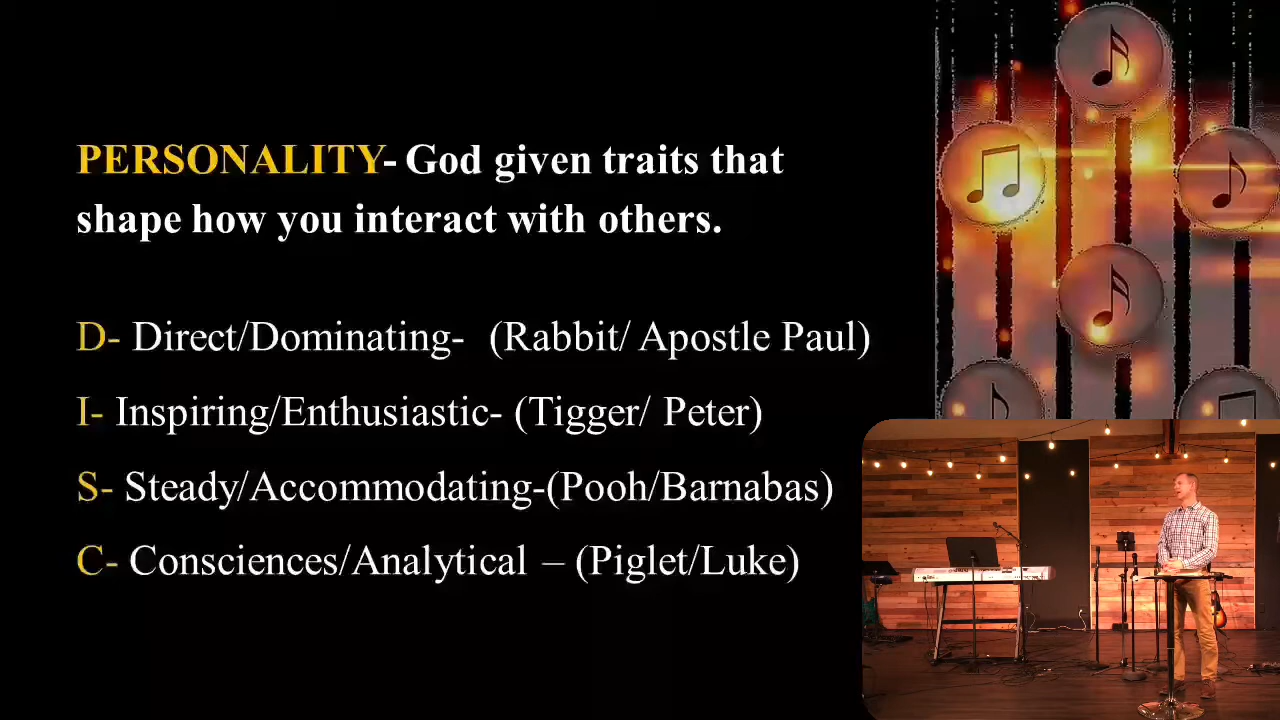 PERSONALITY- God given traits that
shape how you interact with others.
D- Direct/Dominating-  (Rabbit/ Apostle Paul)
I- Inspiring/Enthusiastic- (Tigger/ Peter)
S- Steady/Accommodating-(Pooh/Barnabas)
C- Consciences/Analytical – (Piglet/Luke)